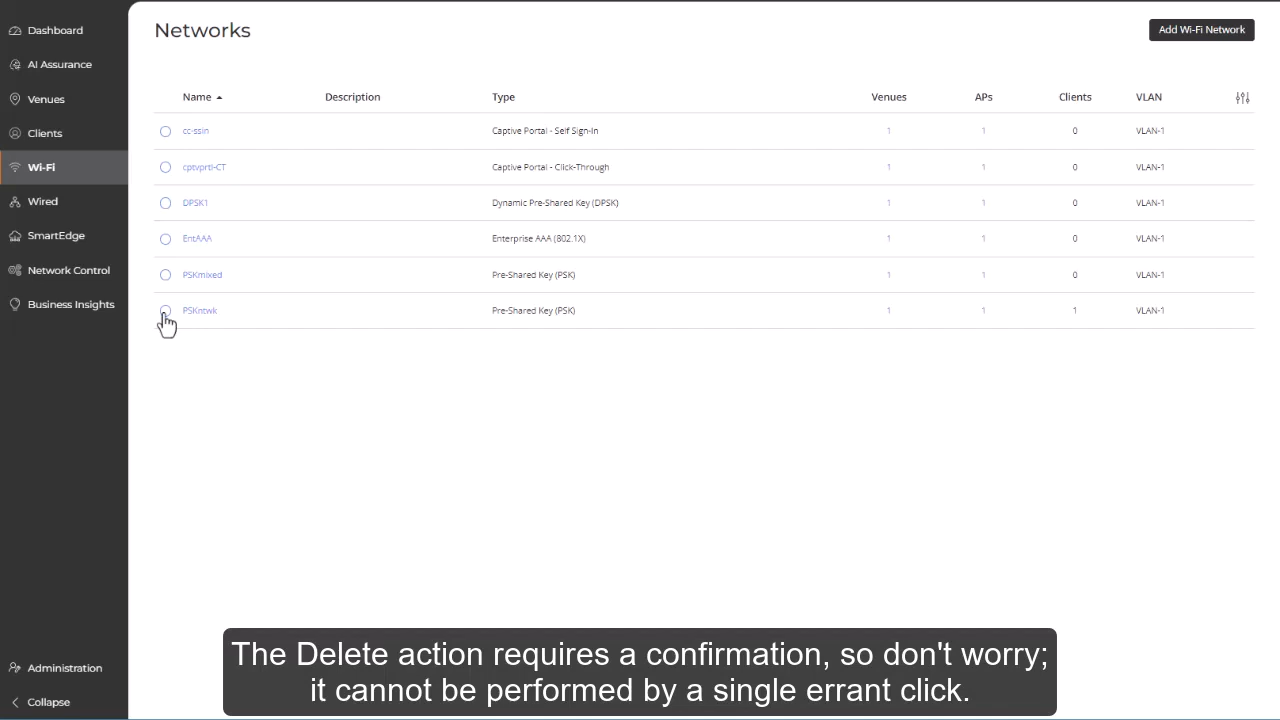 Dashboard
AI Assurance
Venues
Clients
Wi-Fi
Wired
SmartEdge
Network Control
Business Insights
Administration
Collapse
Networks
Add Wi-Fi Network
Name Description Type Venues APs Clients VLAN
cc-ssin Captive Portal - Self Sign-In 1 1 0 VLAN-1
cptvprtl-CT Captive Portal - Click-Through 1 1 0 VLAN-1
DPSK1 Dynamic Pre-Shared Key (DPSK) 1 1 0 VLAN-1
EntAAA Enterprise AAA (802.1X) 1 1 0 VLAN-1
PSKmixed Pre-Shared Key (PSK) 1 1 0 VLAN-1
PSKntwk Pre-Shared Key (PSK) 1 1 1 VLAN-1
The Delete action requires a confirmation, so don't worry;
it cannot be performed by a single errant click.